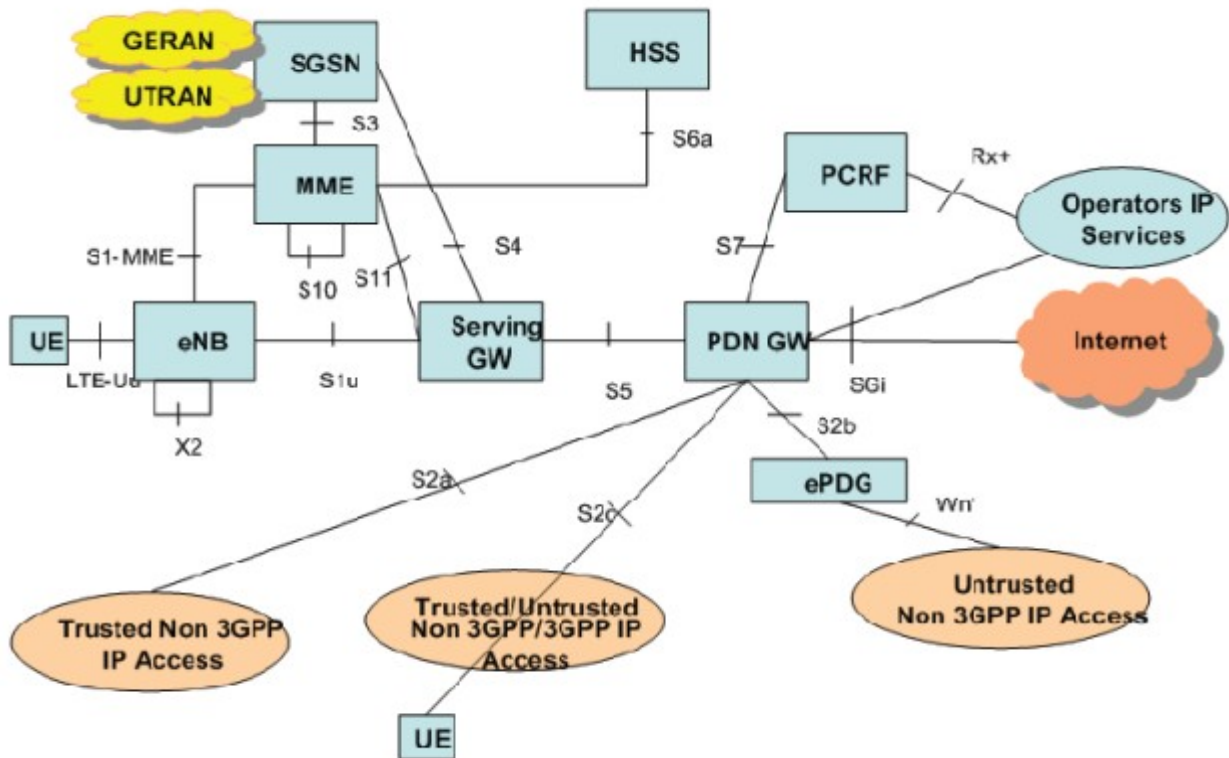 GERAN
UTRAN
SGSN
HSS
S3
S6a
MME
PCRF
Rx+
Operators IP
Services
S1-MME
S10
S11
S4
S7
UE
eNB
Serving
GW
PDN GW
Internet
LTE-Uu
S1u
S5
SGi
X2
S2b
S2a
ePDG
S2c
Trusted Non 3GPP
IP Access
Trusted/Untrusted
Non 3GPP/3GPP IP
Access
Untrusted
Non 3GPP IP Access
UE